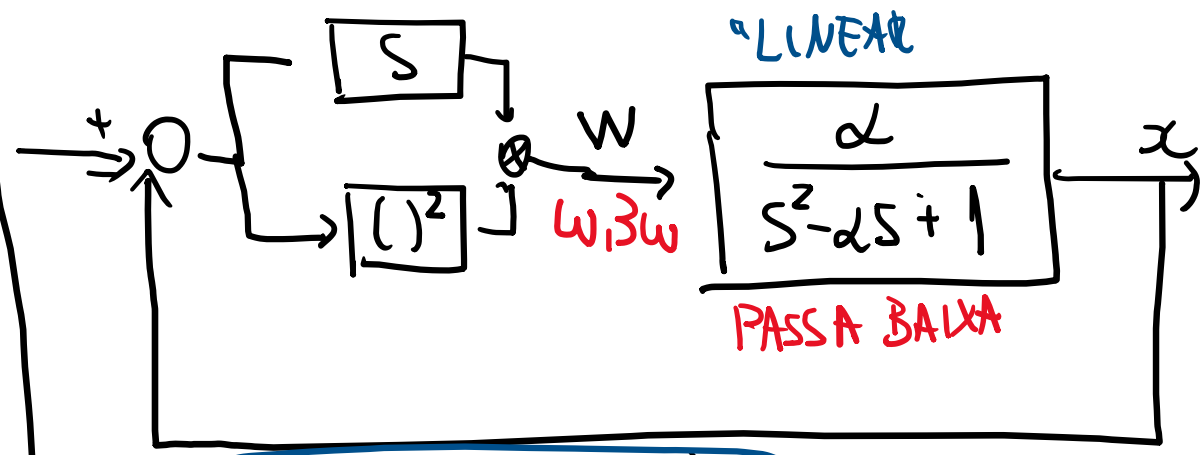 "LINEAR
S
+
W
α
x
ω,3ω
( )²
S² - αS + 1
PASSA BAIXA